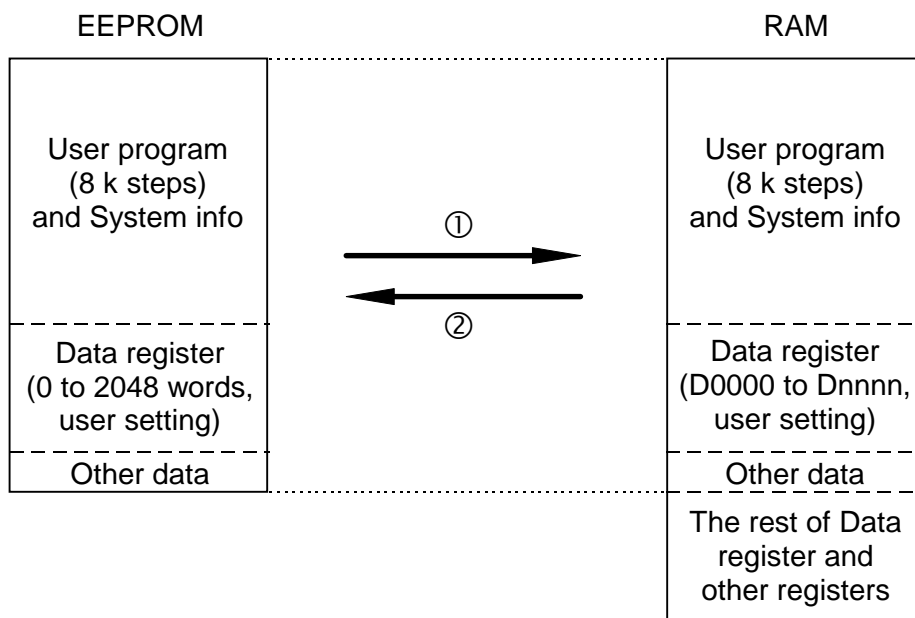 EEPROM
User program
(8 k steps)
and System info
Data register
(0 to 2048 words,
user setting)
Other data
①
②
RAM
User program
(8 k steps)
and System info
Data register
(D0000 to Dnnnn,
user setting)
Other data
The rest of Data
register and
other registers